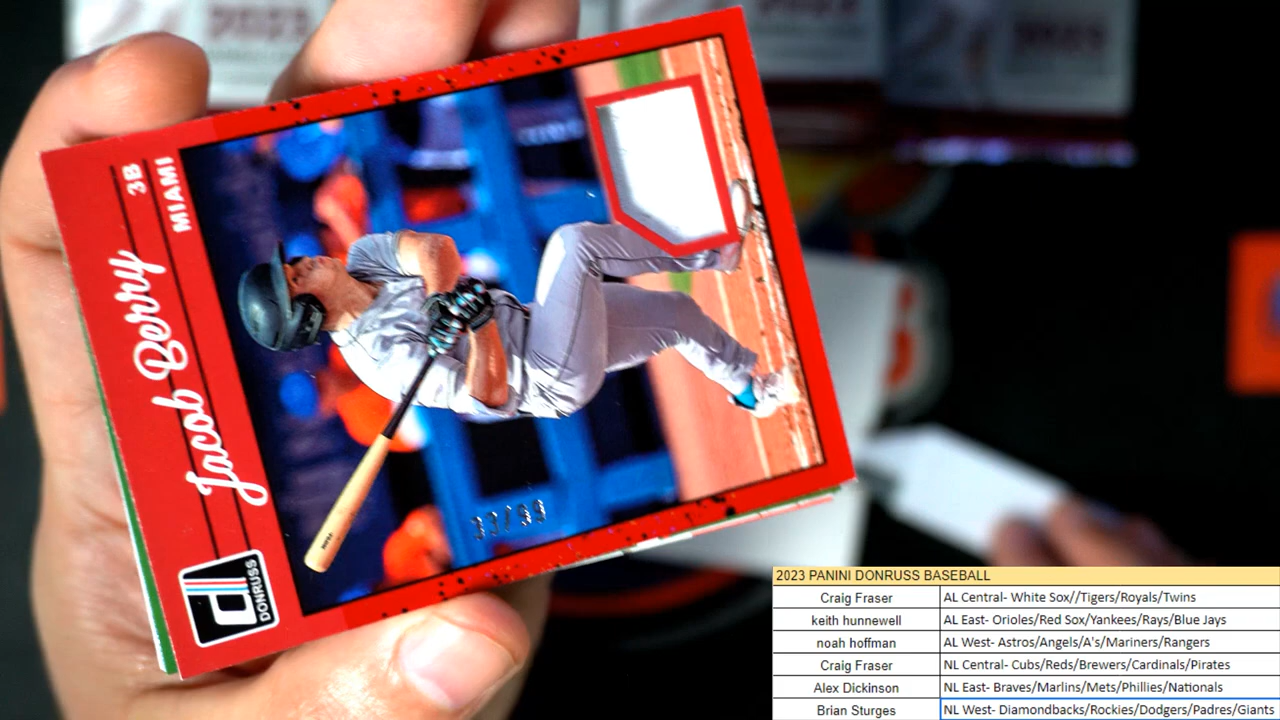 2023
2023
3B
MIAMI
Jacob Berry
DONRUSS
33/99
2023 PANINI DONRUSS BASEBALL
Craig Fraser AL Central- White Sox//Tigers/Royals/Twins
keith hunnewell AL East- Orioles/Red Sox/Yankees/Rays/Blue Jays
noah hoffman AL West- Astros/Angels/A's/Mariners/Rangers
Craig Fraser NL Central- Cubs/Reds/Brewers/Cardinals/Pirates
Alex Dickinson NL East- Braves/Marlins/Mets/Phillies/Nationals
Brian Sturges NL West- Diamondbacks/Rockies/Dodgers/Padres/Giants